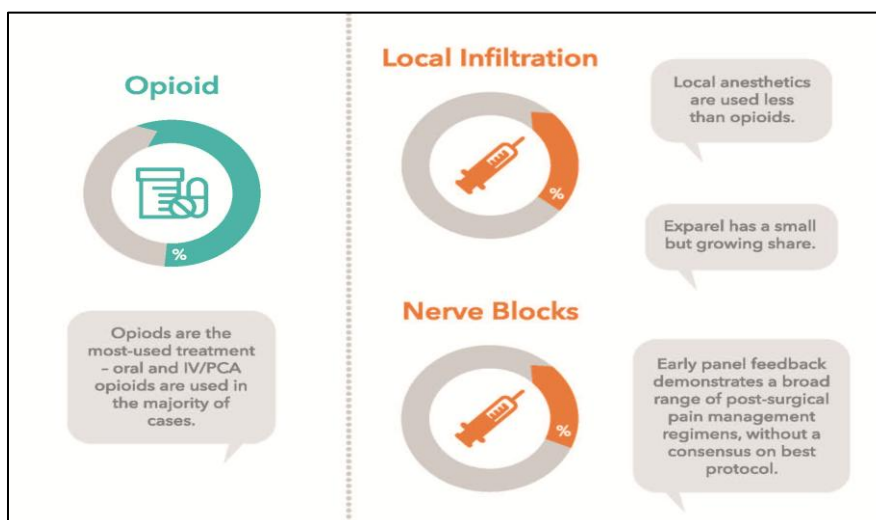 Opioid
%
Opiods are the
most-used treatment
– oral and IV/PCA
opioids are used in
the majority of
cases.
Local Infiltration
%
Local anesthetics
are used less
than opioids.
Exparel has a small
but growing share.
Nerve Blocks
%
Early panel feedback
demonstrates a broad
range of post-surgical
pain management
regimens, without a
consensus on best
protocol.